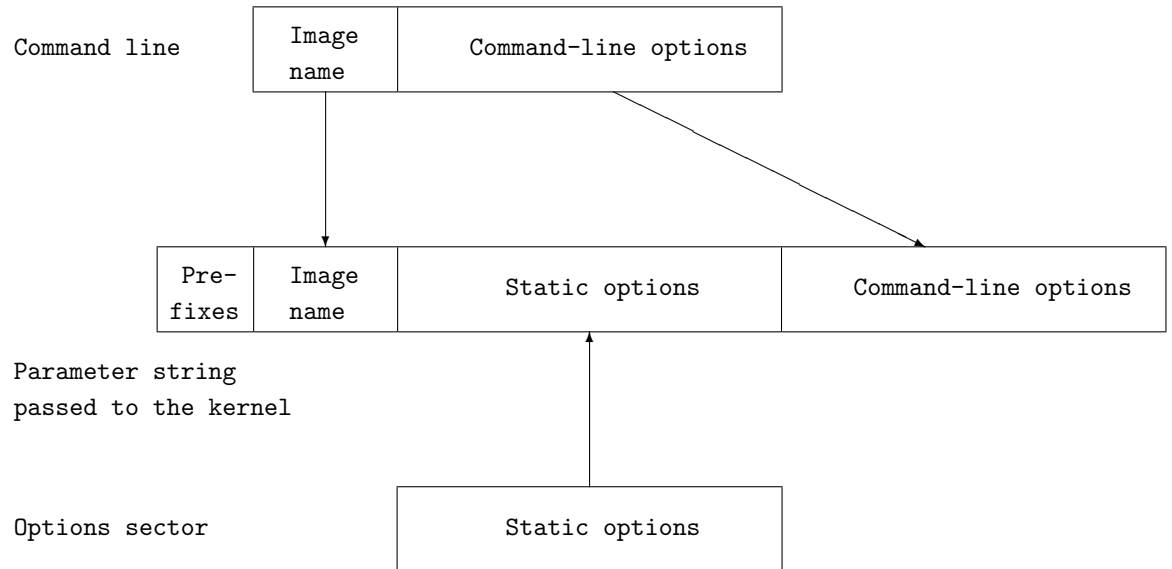 Command line
Image
name
Command-line options
Pre-
fixes
Image
name
Static options
Command-line options
Parameter string
passed to the kernel
Options sector
Static options